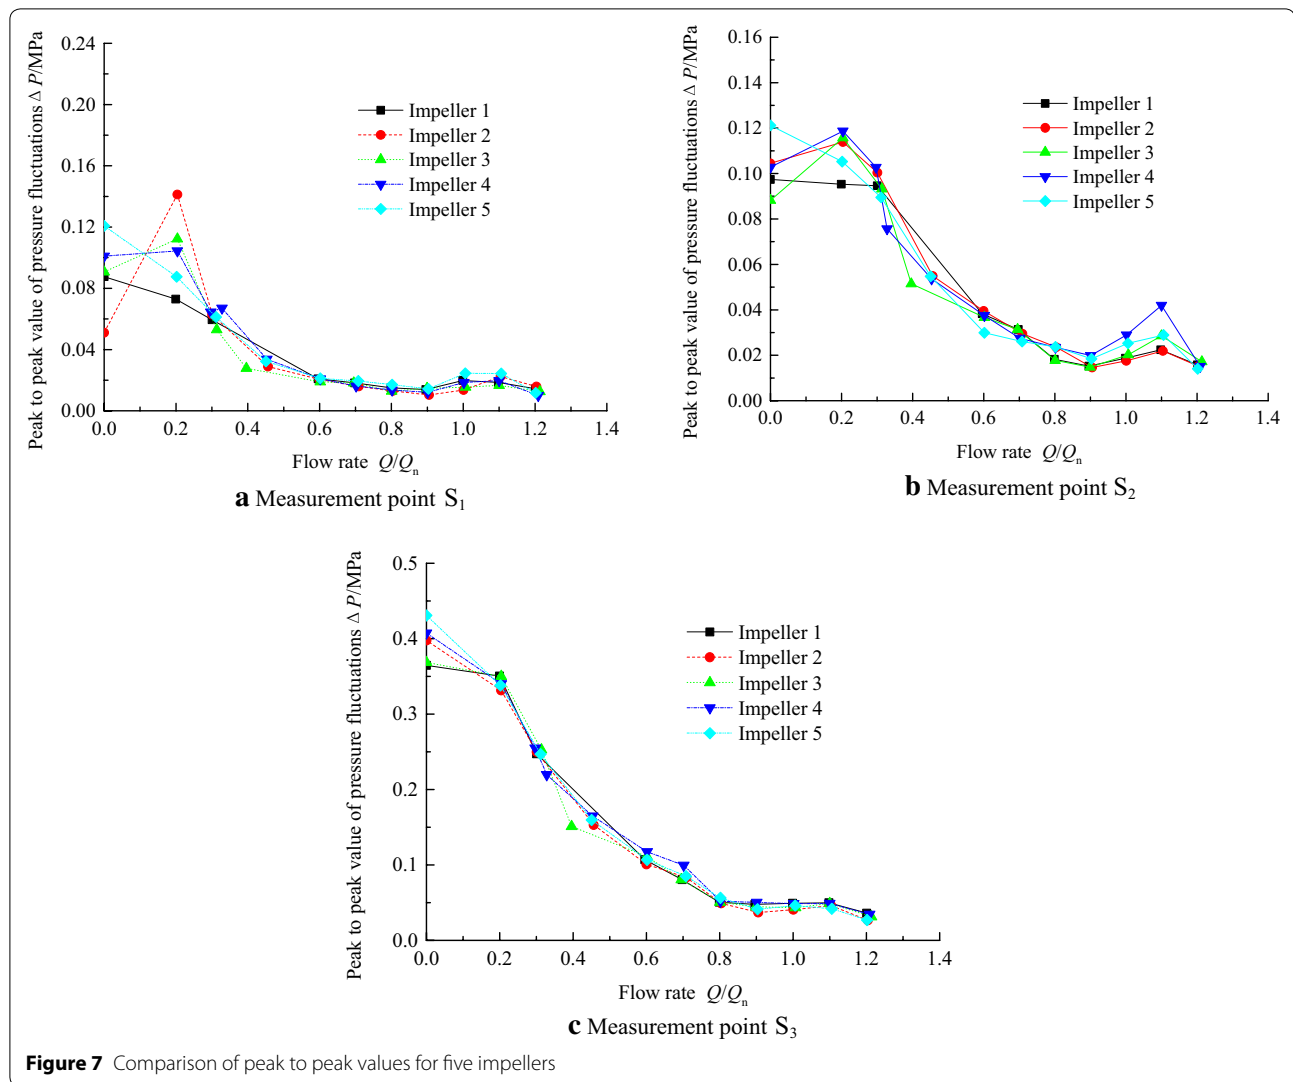 Peak to peak value of pressure fluctuations Δ P/MPa
0.24
0.20
0.16
0.12
0.08
0.04
0.00
0.0 0.2 0.4 0.6 0.8 1.0 1.2 1.4
Impeller 1
Impeller 2
Impeller 3
Impeller 4
Impeller 5
Flow rate Q/Qn
a Measurement point S1
Peak to peak value of pressure fluctuations Δ P/MPa
0.16
0.14
0.12
0.10
0.08
0.06
0.04
0.02
0.00
0.0 0.2 0.4 0.6 0.8 1.0 1.2 1.4
Impeller 1
Impeller 2
Impeller 3
Impeller 4
Impeller 5
Flow rate Q/Qn
b Measurement point S2
Peak to peak value of pressure fluctuations Δ P/MPa
0.5
0.4
0.3
0.2
0.1
0.0
0.0 0.2 0.4 0.6 0.8 1.0 1.2 1.4
Impeller 1
Impeller 2
Impeller 3
Impeller 4
Impeller 5
Flow rate Q/Qn
c Measurement point S3
Figure 7 Comparison of peak to peak values for five impellers